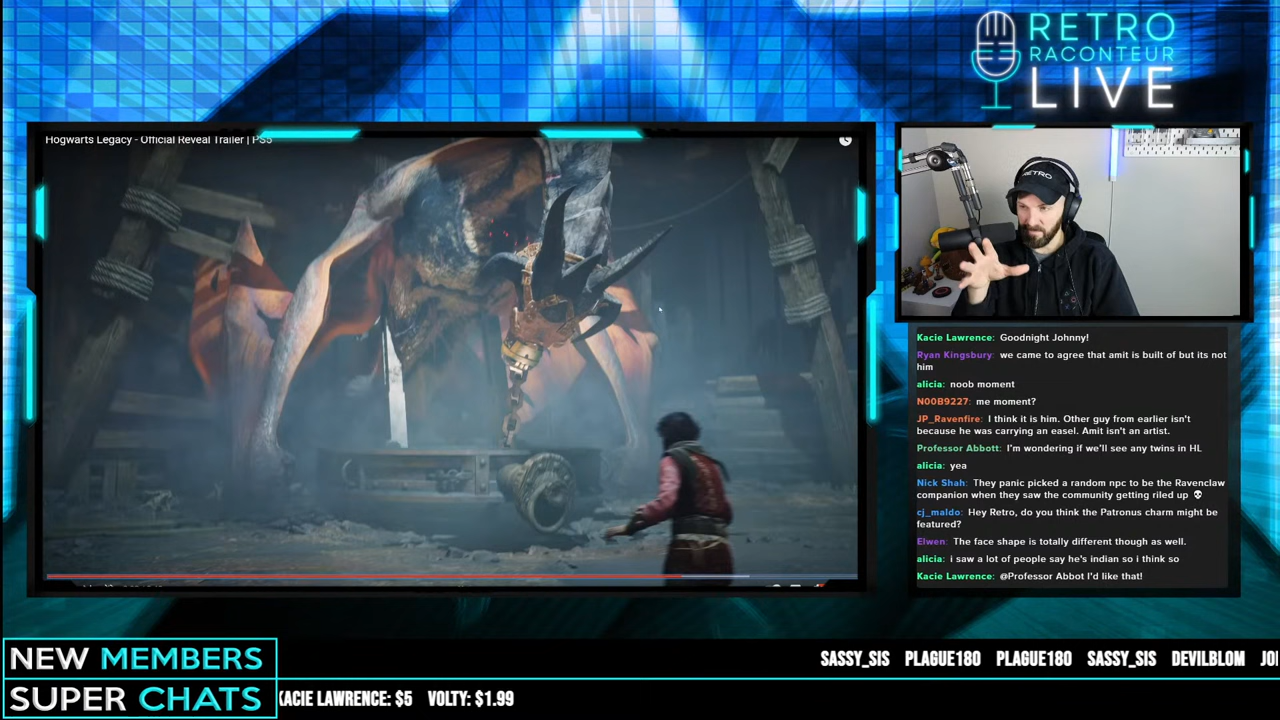 RETRO
RACONTEUR
LIVE
Hogwarts Legacy - Official Reveal Trailer | PS5
RETRO
Kacie Lawrence: Goodnight Johnny!
Ryan Kingsbury: we came to agree that amit is built of but its not
him
alicia: noob moment
N00B9227: me moment?
JP_Ravenfire: I think it is him. Other guy from earlier isn't
because he was carrying an easel. Amit isn't an artist.
Professor Abbott: I'm wondering if we'll see any twins in HL
alicia: yea
Nick Shah: They panic picked a random npc to be the Ravenclaw
companion when they saw the community getting riled up 💀
cj_maldo: Hey Retro, do you think the Patronus charm might be
featured?
Elwen: The face shape is totally different though as well.
alicia: i saw a lot of people say he's indian so i think so
Kacie Lawrence: @Professor Abbot I'd like that!
NEW MEMBERS
SASSY_SIS PLAGUE180 PLAGUE180 SASSY_SIS DEVILBLOM
SUPER CHATS
KACIE LAWRENCE: $5 VOLTY: $1.99